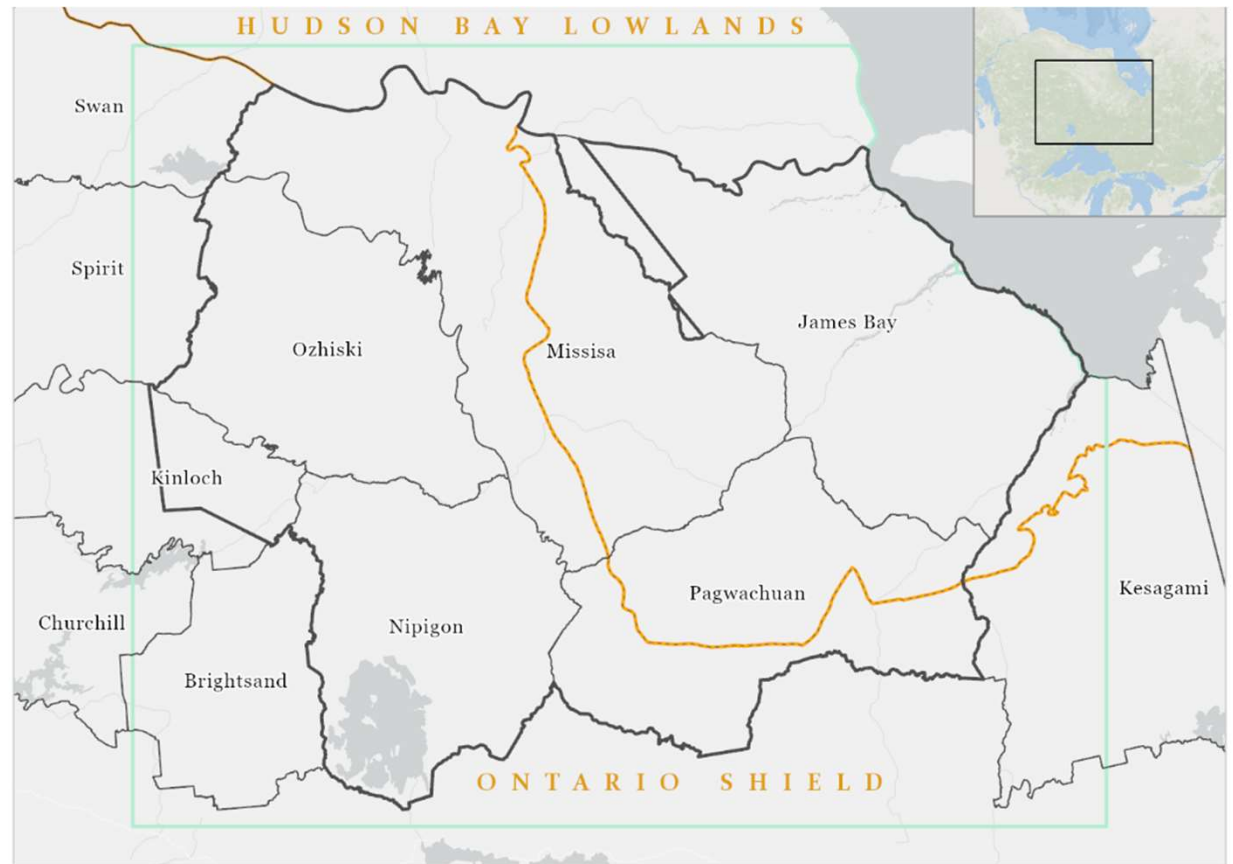 HUDSON BAY LOWLANDS
Swan
Spirit
James Bay
Ozhiski
Missisa
Kinloch
Kesagami
Pagwachuan
Churchill
Nipigon
Brightsand
ONTARIO SHIELD